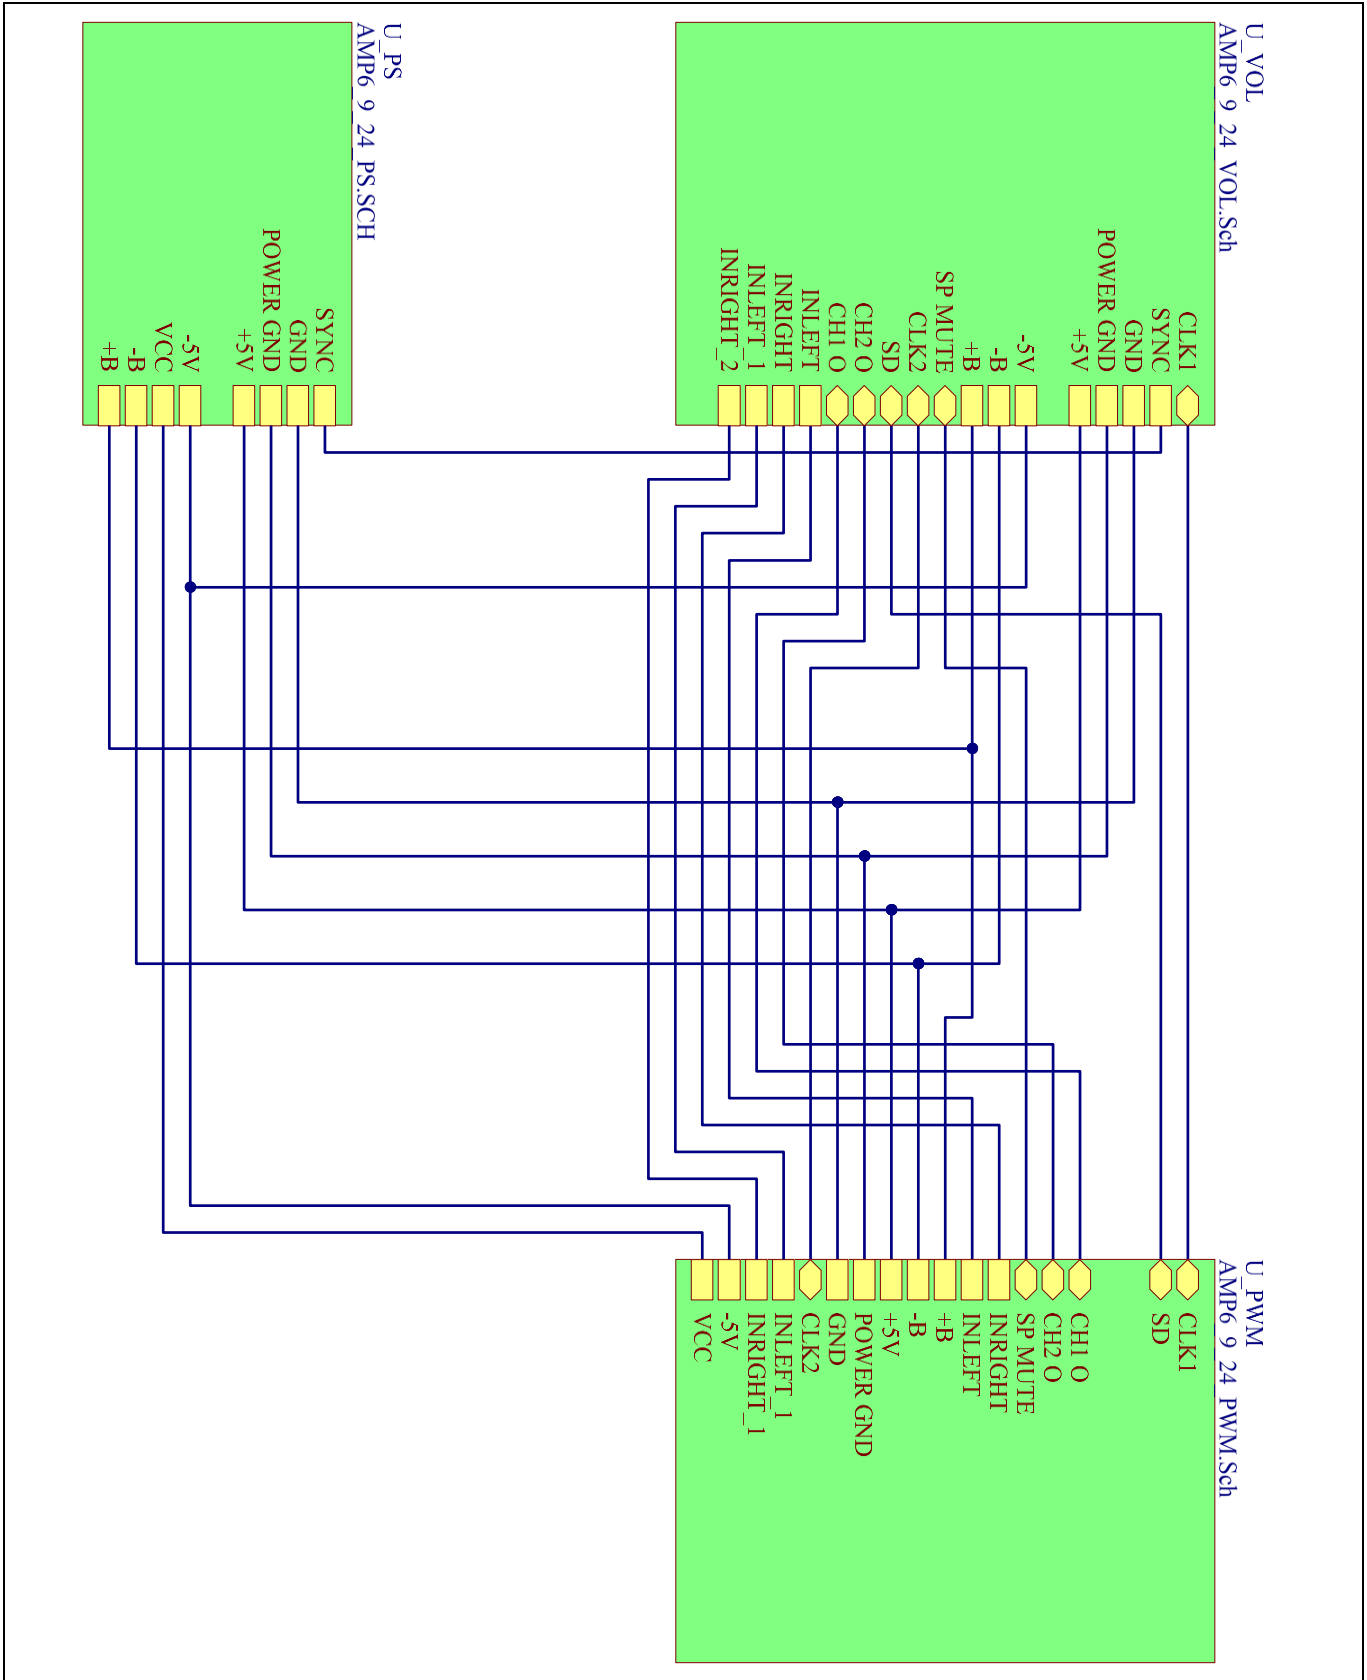 U_VOL
AMP6_9_24_VOL.Sch
CLK1
SYNC
GND
POWER GND
+5V
-5V
-B
+B
SP MUTE
CLK2
SD
CH2 O
CH1 O
INLEFT
INRIGHT
INLEFT_1
INRIGHT_2
U_PWM
AMP6_9_24_PWM.Sch
CLK1
SD
CH1 O
CH2 O
SP MUTE
INRIGHT
INLEFT
+B
-B
+5V
POWER GND
GND
CLK2
INLEFT_1
INRIGHT_1
-5V
VCC
U_PS
AMP6_9_24_PS.SCH
SYNC
GND
POWER GND
+5V
-5V
VCC
-B
+B